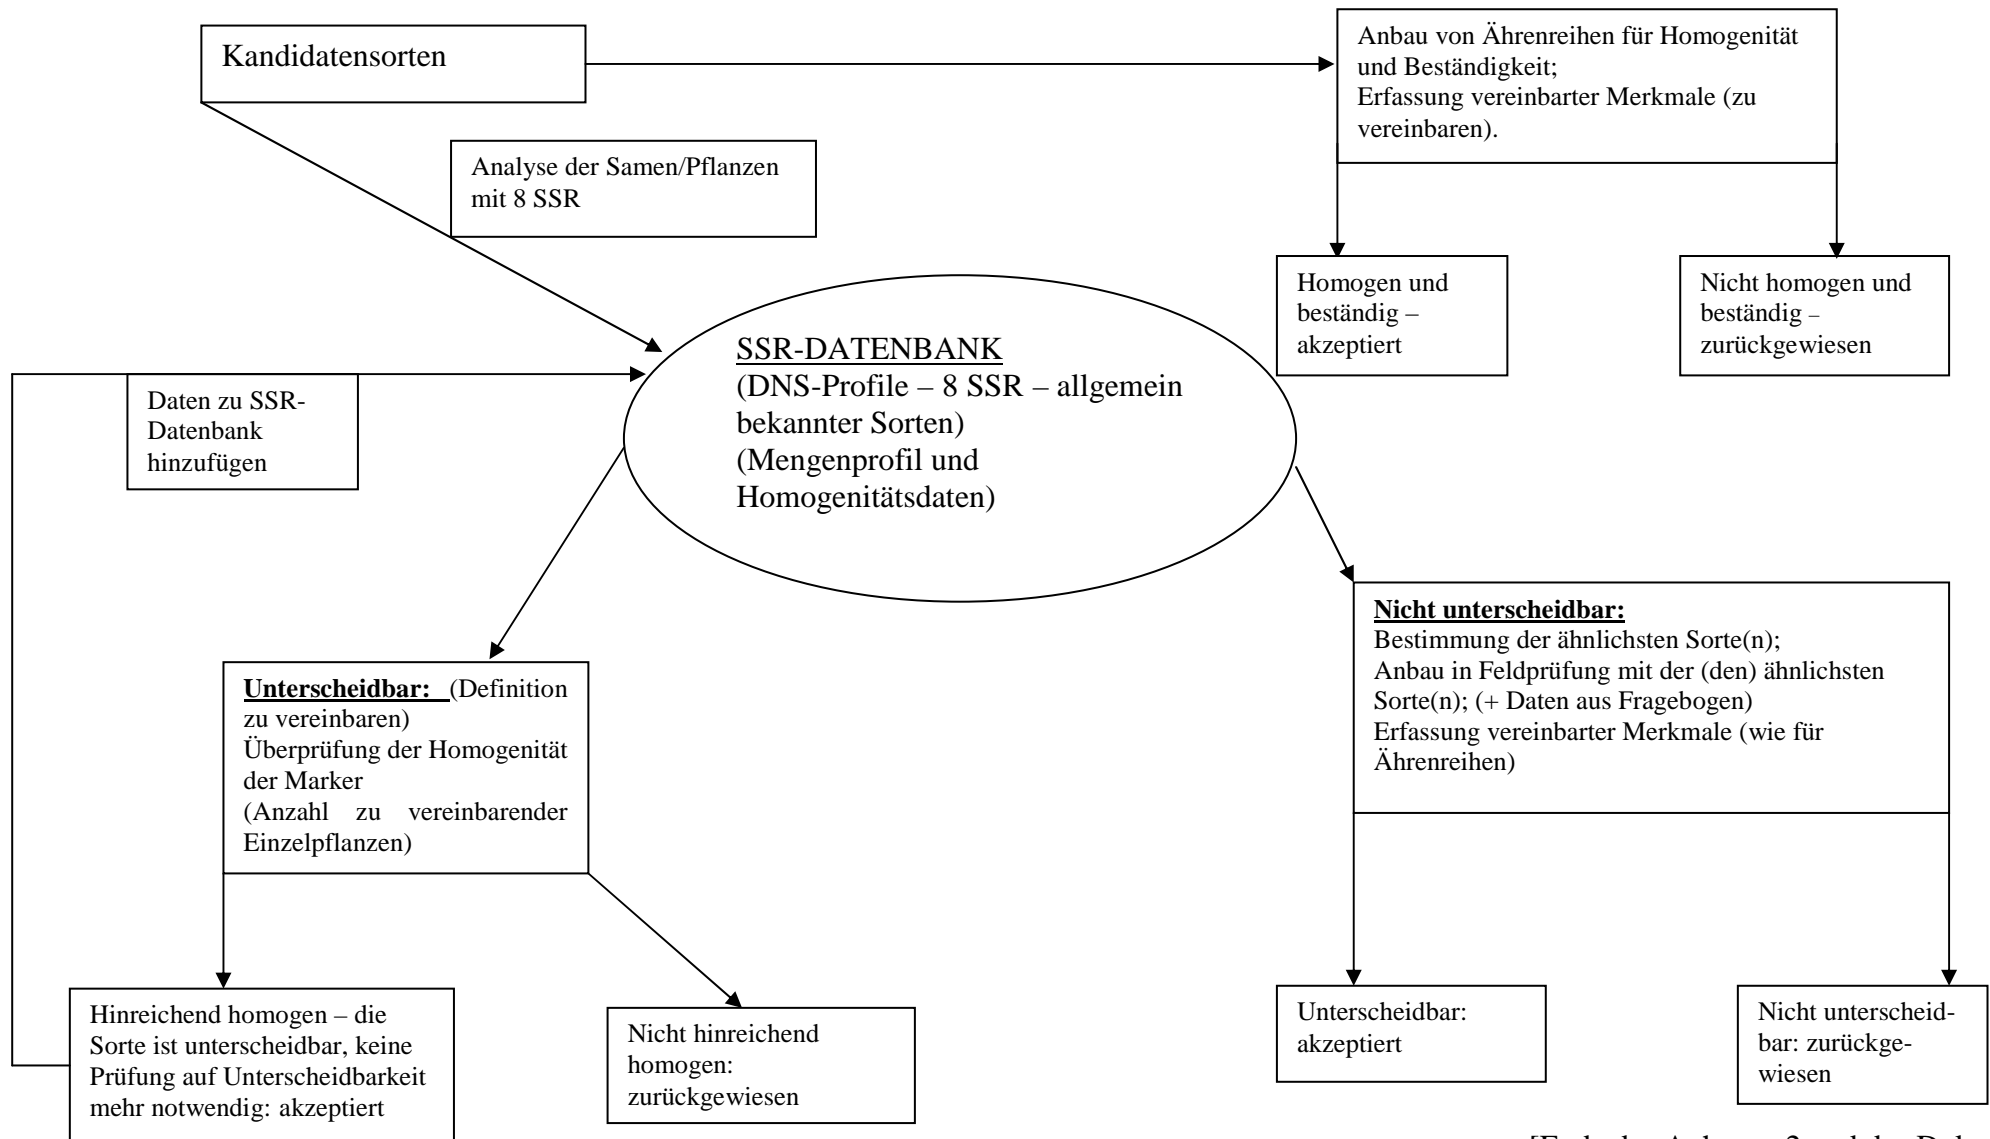 Kandidatensorten
Anbau von Ährenreihen für Homogenität
und Beständigkeit;
Erfassung vereinbarter Merkmale (zu
vereinbaren).
Analyse der Samen/Pflanzen
mit 8 SSR
Homogen und
beständig –
akzeptiert
Nicht homogen und
beständig –
zurückgewiesen
SSR-DATENBANK
(DNS-Profile – 8 SSR – allgemein
bekannter Sorten)
(Mengenprofil und
Homogenitätsdaten)
Daten zu SSR-
Datenbank
hinzufügen
Unterscheidbar: (Definition
zu vereinbaren)
Überprüfung der Homogenität
der Marker
(Anzahl zu vereinbarender
Einzelpflanzen)
Nicht unterscheidbar:
Bestimmung der ähnlichsten Sorte(n);
Anbau in Feldprüfung mit der (den) ähnlichsten
Sorte(n); (+ Daten aus Fragebogen)
Erfassung vereinbarter Merkmale (wie für
Ährenreihen)
Hinreichend homogen – die
Sorte ist unterscheidbar, keine
Prüfung auf Unterscheidbarkeit
mehr notwendig: akzeptiert
Nicht hinreichend
homogen:
zurückgewiesen
Unterscheidbar:
akzeptiert
Nicht unterscheid-
bar: zurückge-
wiesen